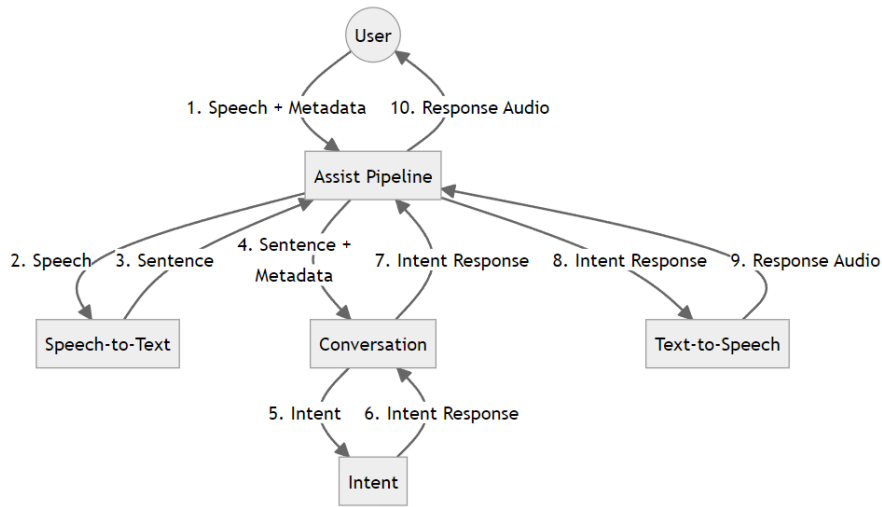 User
1. Speech + Metadata
10. Response Audio
Assist Pipeline
2. Speech
3. Sentence
4. Sentence +
Metadata
7. Intent Response
8. Intent Response
9. Response Audio
Speech-to-Text
Conversation
Text-to-Speech
5. Intent
6. Intent Response
Intent